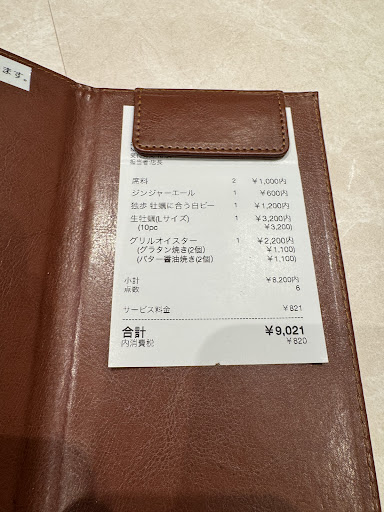 ます。
担当者:店長
席料 2 ¥1,000円
ジンジャーエール 1 ¥600円
独歩 牡蠣に合う白ビー 1 ¥1,200円
生牡蠣(Lサイズ) 1 ¥3,200円
(10pc ¥3,200)
グリルオイスター 1 ¥2,200円
(グラタン焼き(2個) ¥1,100)
(バター醤油焼き(2個) ¥1,100)
小計 ¥8,200円
点数 6
サービス料金 ¥821
合計 ¥9,021
内消費税 ¥820